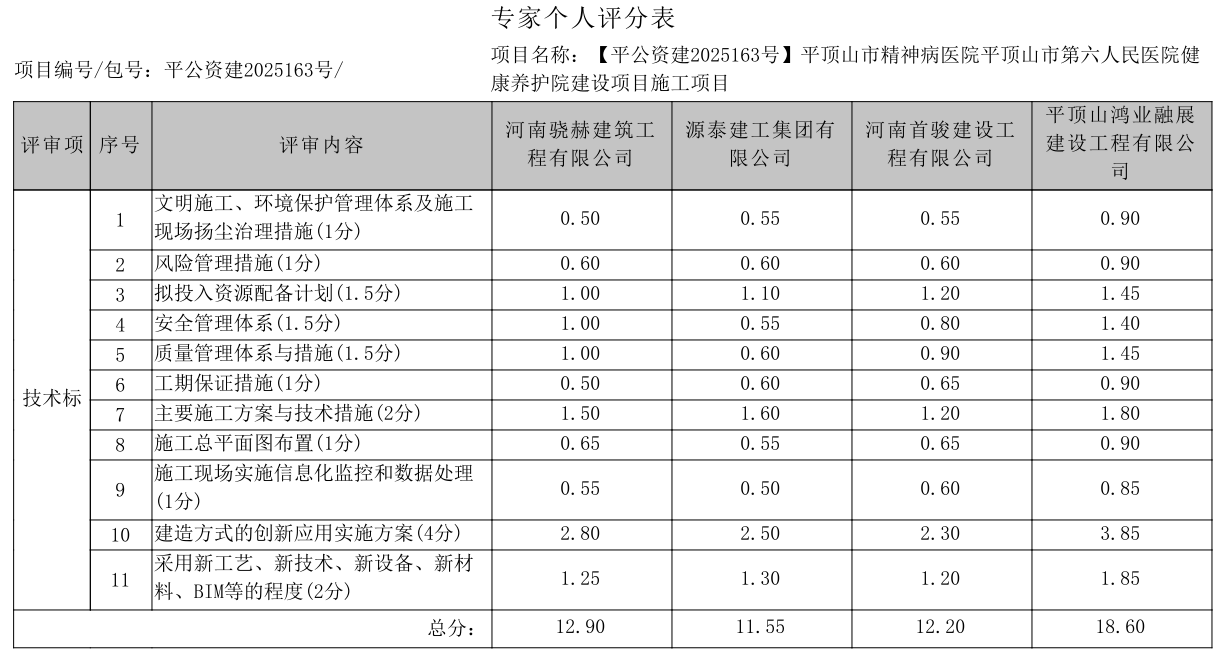 专家个人评分表
项目编号/包号：平公资建2025163号/
项目名称：【平公资建2025163号】平顶山市精神病医院平顶山市第六人民医院健
康养护院建设项目施工项目
评审项 序号 评审内容 河南骁赫建筑工 源泰建工集团有 河南首骏建设工 平顶山鸿业融展
程有限公司 限公司 程有限公司 建设工程有限公
司
技术标
1 文明施工、环境保护管理体系及施工 0.50 0.55 0.55 0.90
现场扬尘治理措施(1分)
2 风险管理措施(1分) 0.60 0.60 0.60 0.90
3 拟投入资源配备计划(1.5分) 1.00 1.10 1.20 1.45
4 安全管理体系(1.5分) 1.00 0.55 0.80 1.40
5 质量管理体系与措施(1.5分) 1.00 0.60 0.90 1.45
6 工期保证措施(1分) 0.50 0.60 0.65 0.90
7 主要施工方案与技术措施(2分) 1.50 1.60 1.20 1.80
8 施工总平面图布置(1分) 0.65 0.55 0.65 0.90
9 施工现场实施信息化监控和数据处理 0.55 0.50 0.60 0.85
(1分)
10 建造方式的创新应用实施方案(4分) 2.80 2.50 2.30 3.85
11 采用新工艺、新技术、新设备、新材 1.25 1.30 1.20 1.85
料、BIM等的程度(2分)
总分： 12.90 11.55 12.20 18.60